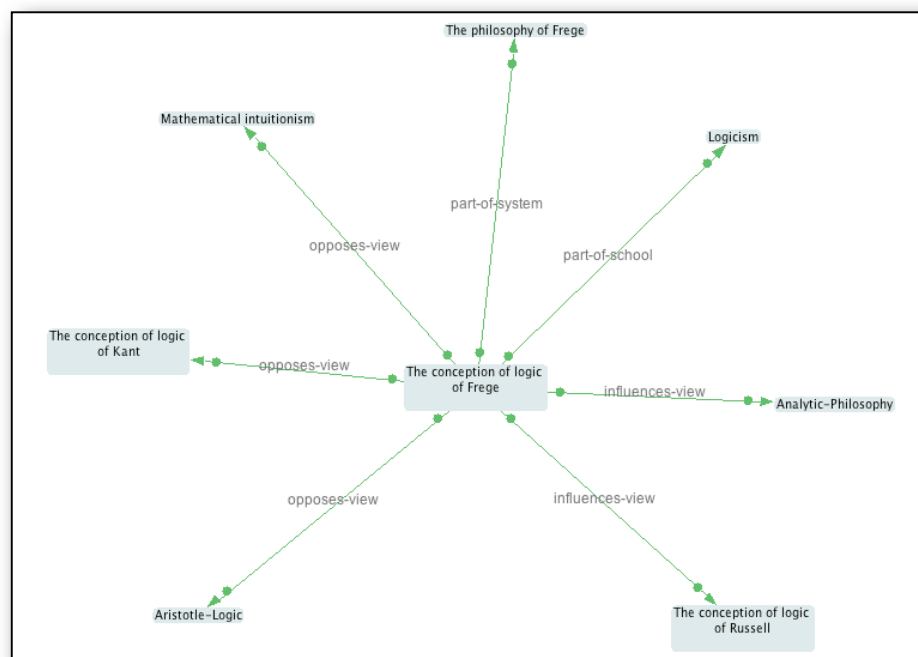 The philosophy of Frege
Mathematical intuitionism
Logicism
part-of-system
opposes-view
part-of-school
The conception of logic
of Kant
opposes-view
The conception of logic
of Frege
influences-view
Analytic-Philosophy
opposes-view
influences-view
Aristotle-Logic
The conception of logic
of Russell